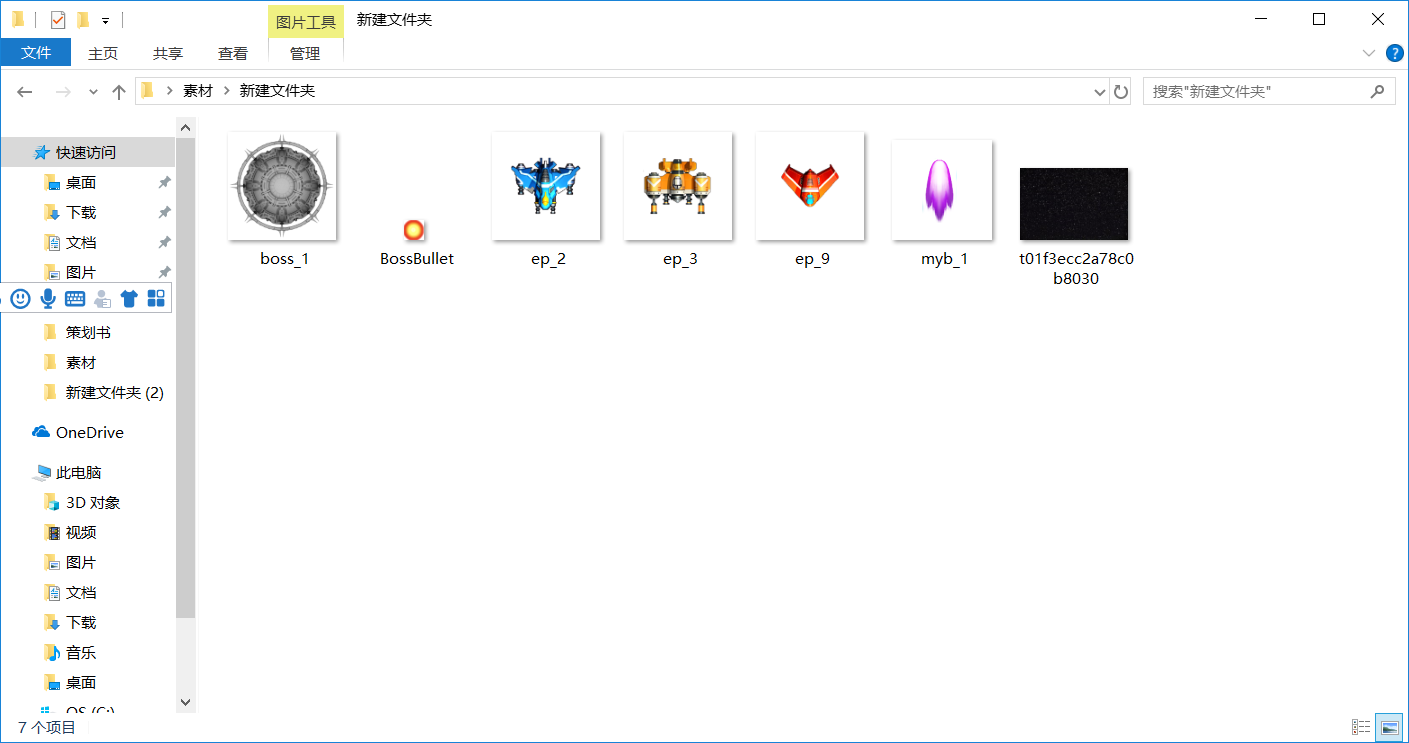 图片工具
新建文件夹
文件
主页
共享
查看
管理
素材
新建文件夹
搜索"新建文件夹"
快速访问
桌面
下载
文档
图片
策划书
素材
新建文件夹 (2)
OneDrive
此电脑
3D 对象
视频
图片
文档
下载
音乐
桌面
OS (C:)
boss_1
BossBullet
ep_2
ep_3
ep_9
myb_1
t01f3ecc2a78c0
b8030
7 个项目